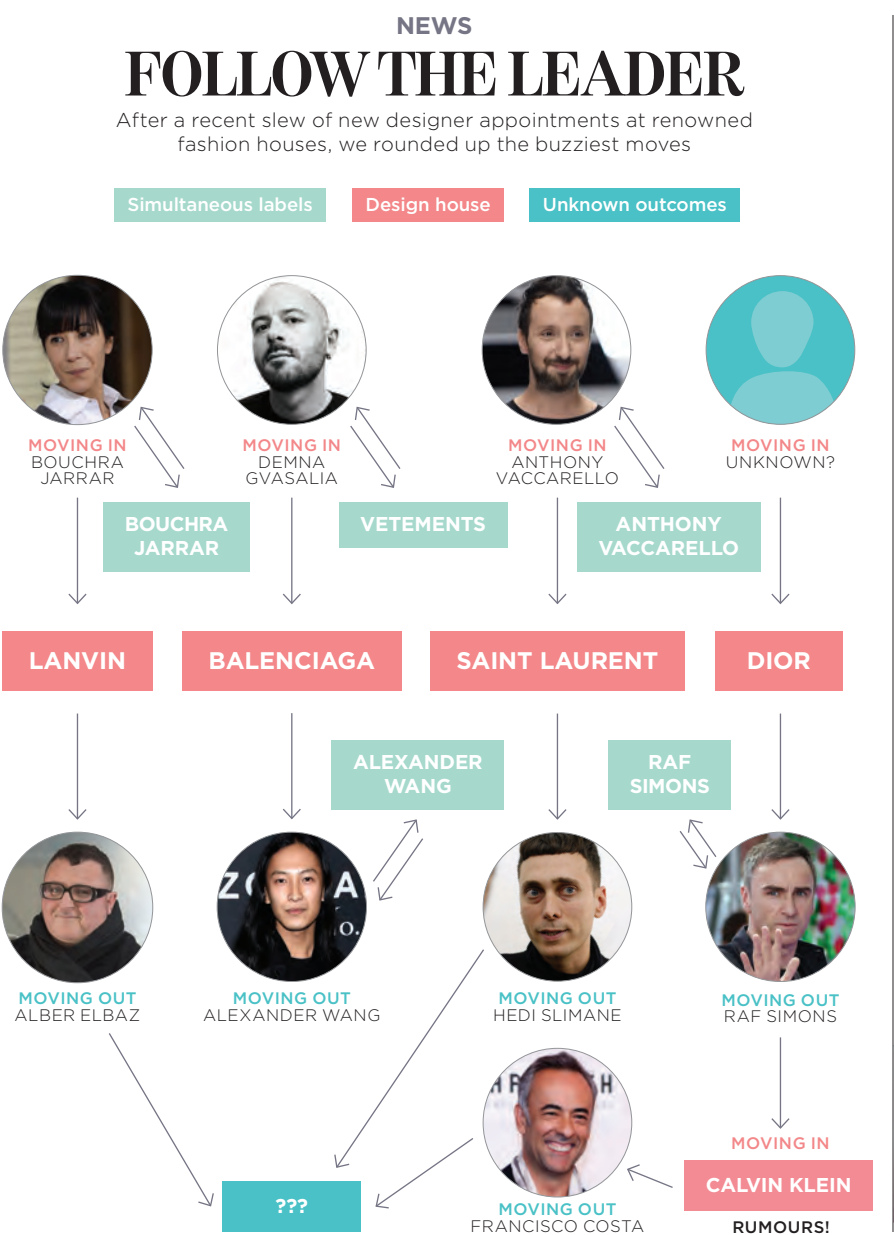 NEWS
FOLLOW THE LEADER
After a recent slew of new designer appointments at renowned
fashion houses, we rounded up the buzziest moves
Simultaneous labels
Design house
Unknown outcomes
MOVING IN
BOUCHRA
JARRAR
MOVING IN
DEMNA
GVASALIA
MOVING IN
ANTHONY
VACCARELLO
MOVING IN
UNKNOWN?
BOUCHRA
JARRAR
VETEMENTS
ANTHONY
VACCARELLO
LANVIN
BALENCIAGA
SAINT LAURENT
DIOR
ALEXANDER
WANG
RAF
SIMONS
MOVING OUT
ALBER ELBAZ
MOVING OUT
ALEXANDER WANG
MOVING OUT
HEDI SLIMANE
MOVING OUT
RAF SIMONS
MOVING IN
CALVIN KLEIN
RUMOURS!
MOVING OUT
FRANCISCO COSTA
???